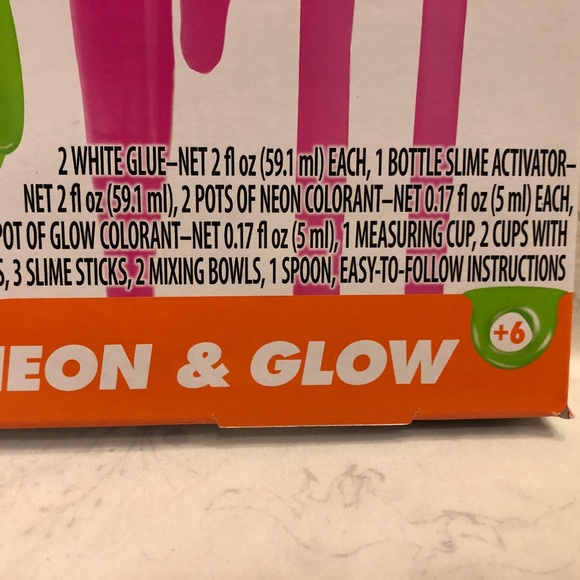 2 WHITE GLUE–NET 2 fl oz (59.1 ml) EACH, 1 BOTTLE SLIME ACTIVATOR–
NET 2 fl oz (59.1 ml), 2 POTS OF NEON COLORANT–NET 0.17 fl oz (5 ml) EACH,
POT OF GLOW COLORANT–NET 0.17 fl oz (5 ml), 1 MEASURING CUP, 2 CUPS WITH
S, 3 SLIME STICKS, 2 MIXING BOWLS, 1 SPOON, EASY-TO-FOLLOW INSTRUCTIONS
+6
EON & GLOW